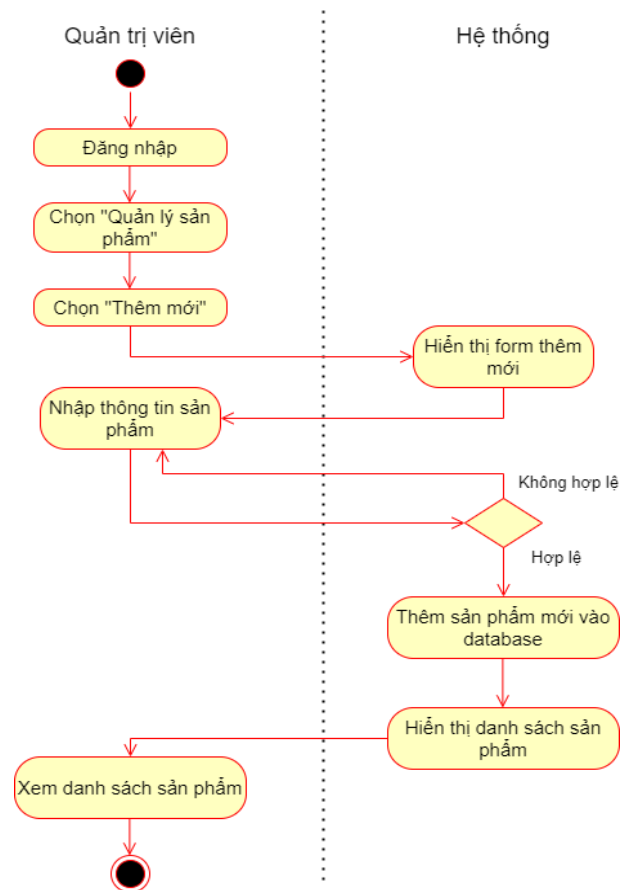 Quản trị viên
Hệ thống
Đăng nhập
Chọn "Quản lý sản
phẩm"
Chọn "Thêm mới"
Hiển thị form thêm
mới
Nhập thông tin sản
phẩm
Không hợp lệ
Hợp lệ
Thêm sản phẩm mới vào
database
Hiển thị danh sách sản
phẩm
Xem danh sách sản phẩm